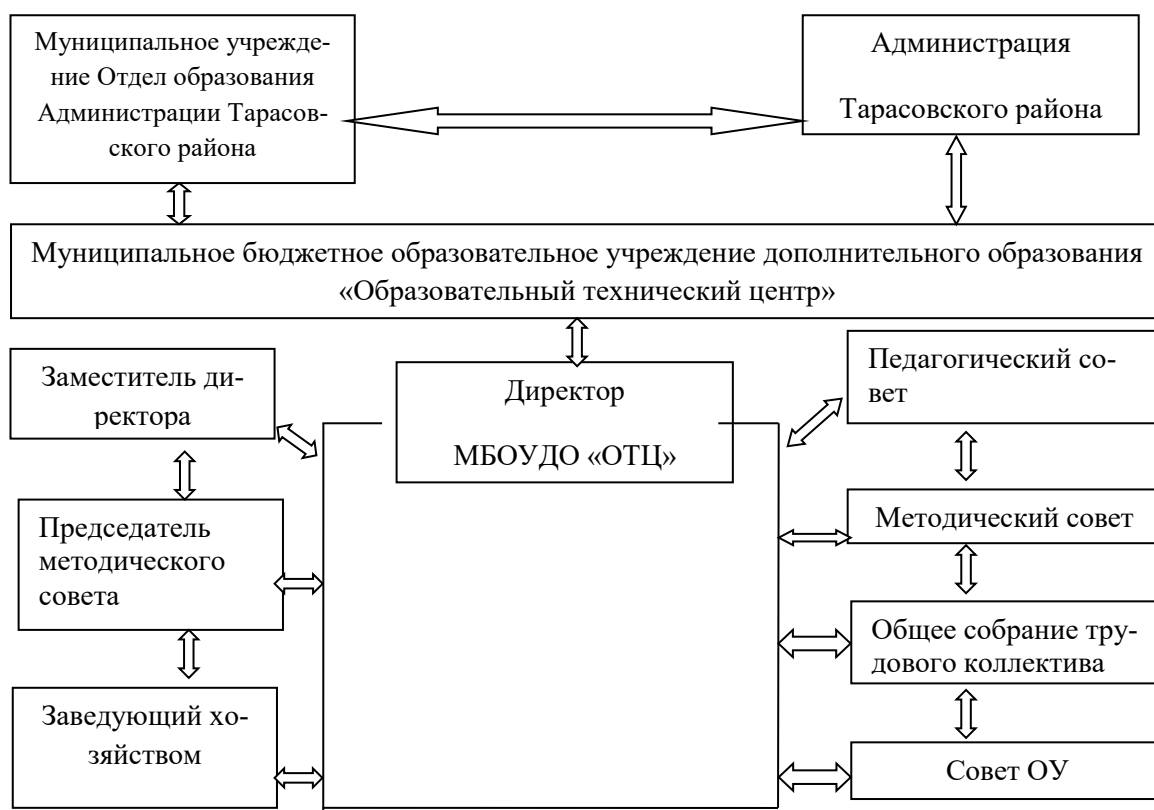 Муниципальное учрежде-
ние Отдел образования
Администрации Тарасов-
ского района
Администрация
Тарасовского района
Муниципальное бюджетное образовательное учреждение дополнительного образования
«Образовательный технический центр»
Заместитель ди-
ректора
Директор
МБОУДО «ОТЦ»
Педагогический со-
вет
Председатель
методического
совета
Методический совет
Общее собрание тру-
дового коллектива
Заведующий хо-
зяйством
Совет ОУ